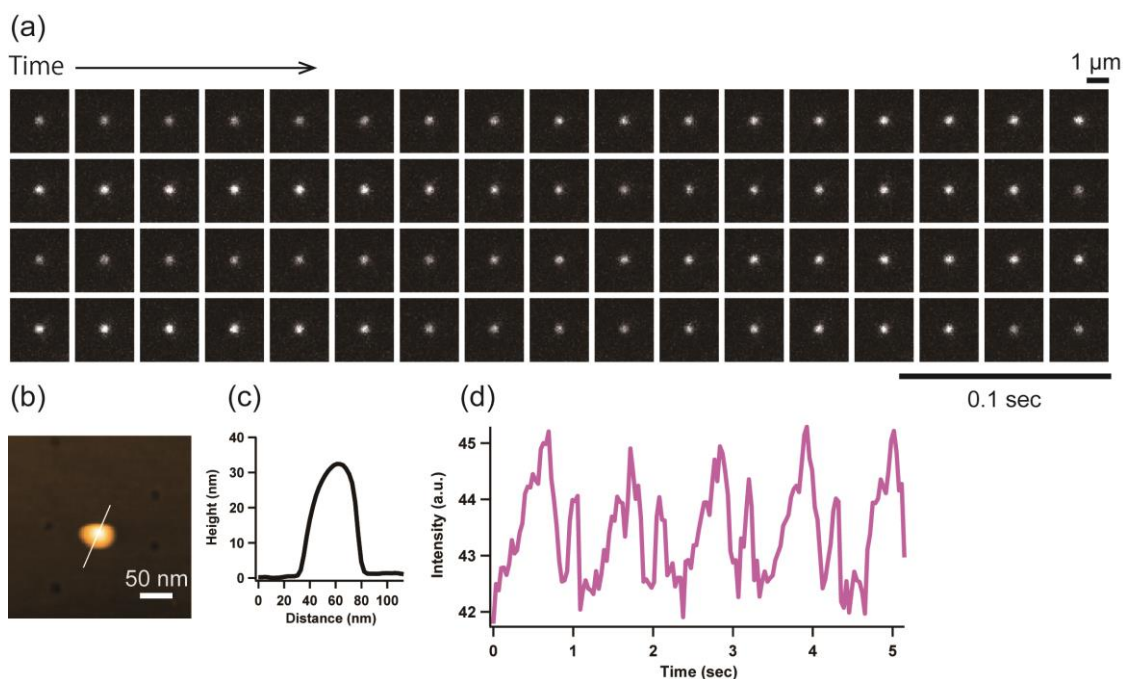 (a)
Time
1 μm
0.1 sec
(b)
50 nm
(c)
40
30
20
10
0
Height (nm)
0 20 40 60 80 100
Distance (nm)
(d)
45
44
43
42
Intensity (a.u.)
0 1 2 3 4 5
Time (sec)